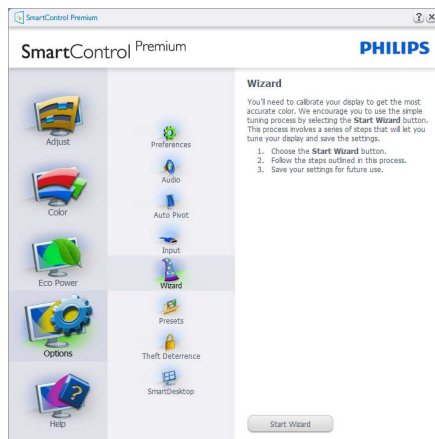 SmartControl Premium
? X
SmartControl Premium
PHILIPS
Adjust
Color
Eco Power
Options
Help
Preferences
Audio
Auto Pivot
Input
Wizard
Presets
Theft Deterrence
SmartDesktop
Wizard
You'll need to calibrate your display to get the most
accurate color. We encourage you to use the simple
tuning process by selecting the Start Wizard button.
This process involves a series of steps that will let you
tune your display and save the settings.
1. Choose the Start Wizard button.
2. Follow the steps outlined in this process.
3. Save your settings for future use.
Start Wizard